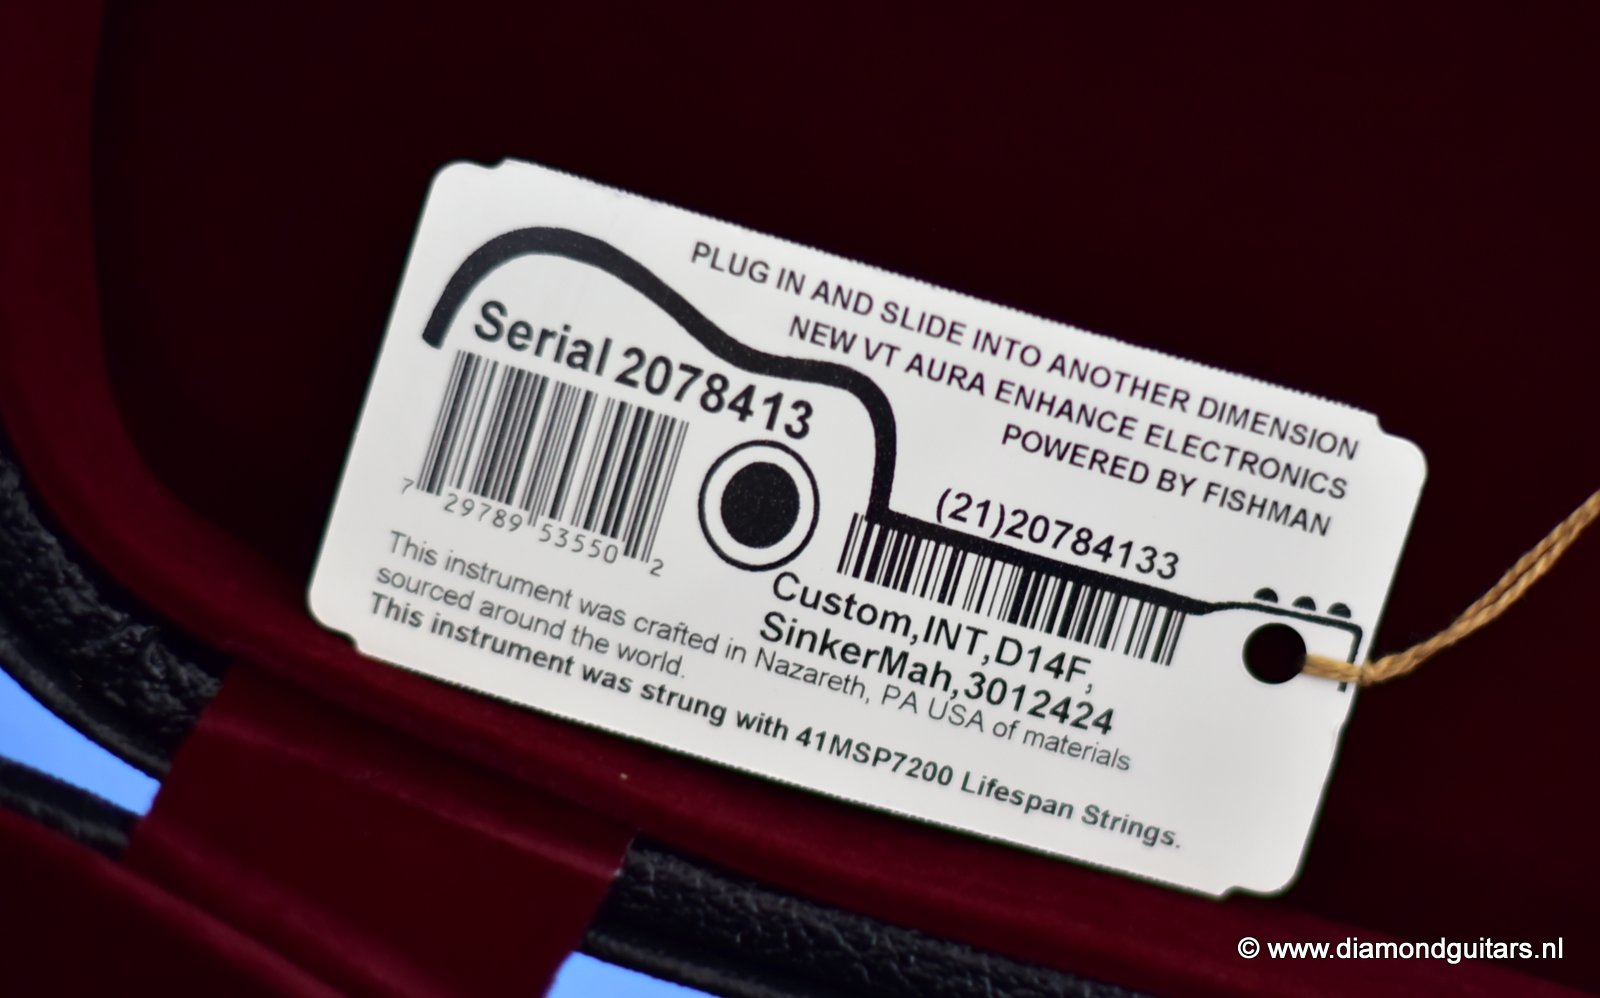 PLUG IN AND SLIDE INTO ANOTHER DIMENSION
NEW VT AURA ENHANCE ELECTRONICS
POWERED BY FISHMAN
Serial 2078413
7 29789 53550 2
(21)20784133
Custom,INT,D14F,
SinkerMah,3012424
This instrument was crafted in Nazareth, PA USA of materials
sourced around the world.
This instrument was strung with 41MSP7200 Lifespan Strings.
© www.diamondguitars.nl